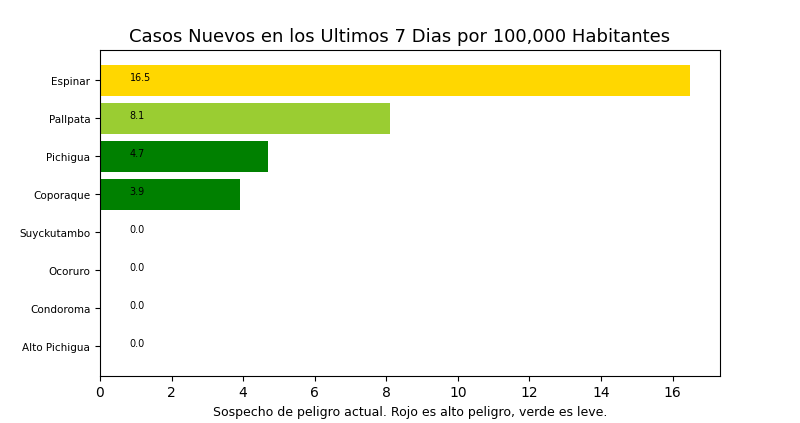 Casos Nuevos en los Ultimos 7 Dias por 100,000 Habitantes
Espinar 16.5
Pallpata 8.1
Pichigua 4.7
Coporaque 3.9
Suyckutambo 0.0
Ocoruro 0.0
Condoroma 0.0
Alto Pichigua 0.0
0 2 4 6 8 10 12 14 16
Sospecho de peligro actual. Rojo es alto peligro, verde es leve.